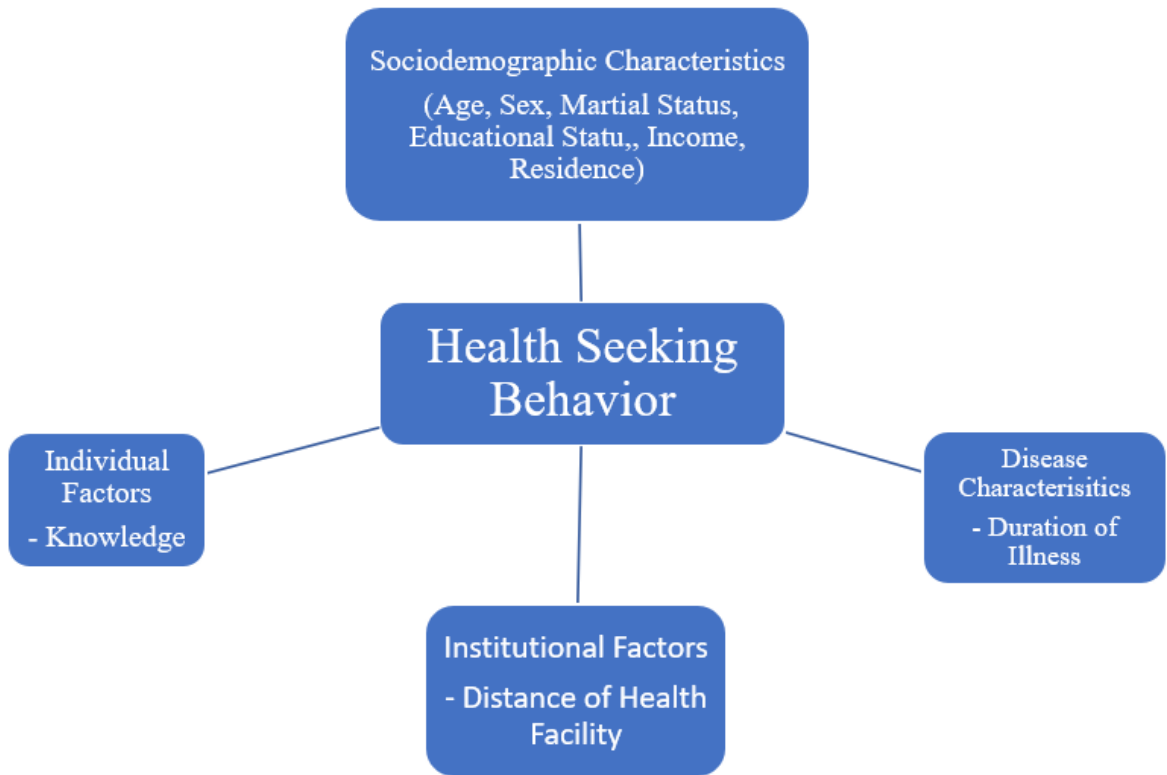 Sociodemographic Characteristics
(Age, Sex, Martial Status,
Educational Statu,, Income,
Residence)
Health Seeking
Behavior
Individual
Factors
- Knowledge
Disease
Characterisitics
- Duration of
Illness
Institutional Factors
- Distance of Health
Facility